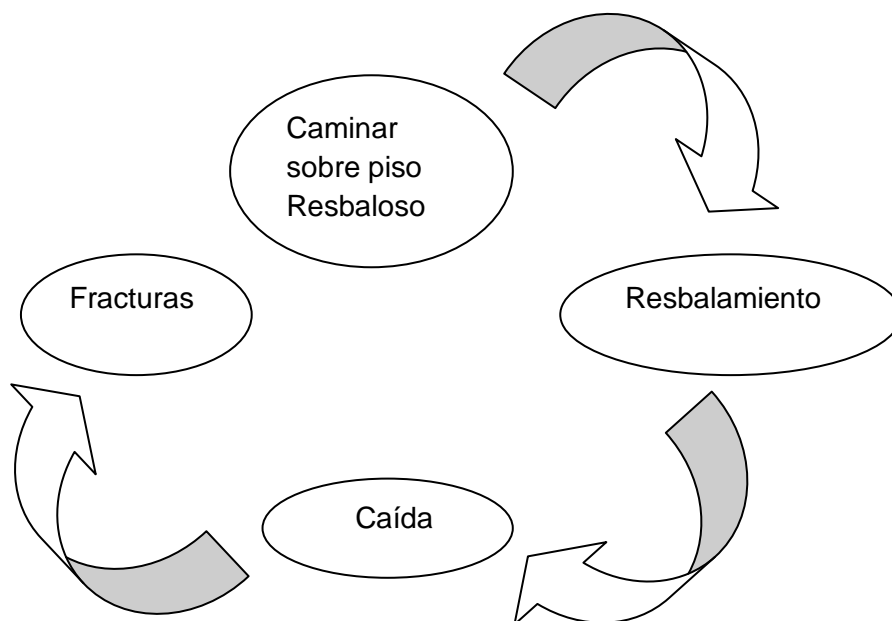 Caminar
sobre piso
Resbaloso
Resbalamiento
Caída
Fracturas